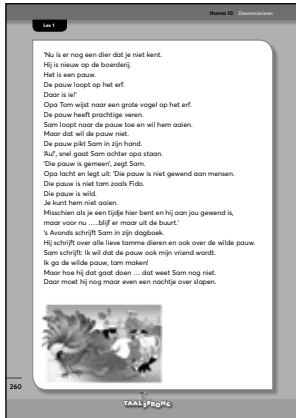 thema 10 Dierenmanieren
Les 1
'Nu is er nog een dier dat je niet kent.
Hij is nieuw op de boerderij.
Het is een pauw.
De pauw loopt op het erf.
Daar is ie!'
Opa Tom wijst naar een grote vogel op het erf.
De pauw heeft prachtige veren.
Sam loopt naar de pauw toe en wil hem aaien.
Maar dat wil de pauw niet.
De pauw pikt Sam in zijn hand.
'Au!', snel gaat Sam achter opa staan.
'Die pauw is gemeen', zegt Sam.
Opa lacht en legt uit: 'Die pauw is niet gewend aan mensen.
Die pauw is niet tam zoals Fido.
Die pauw is wild.
Je kunt hem niet aaien.
Misschien als je een tijdje hier bent en hij aan jou gewend is,
maar voor nu …..blijf er maar uit de buurt.'
's Avonds schrijft Sam in zijn dagboek.
Hij schrijft over alle lieve tamme dieren en ook over de wilde pauw.
Sam schrijft: Ik wil dat de pauw ook mijn vriend wordt.
Ik ga de wilde pauw, tam maken!
Maar hoe hij dat gaat doen … dat weet Sam nog niet.
Daar moet hij nog maar even een nachtje over slapen.
260
TAALSPRONG